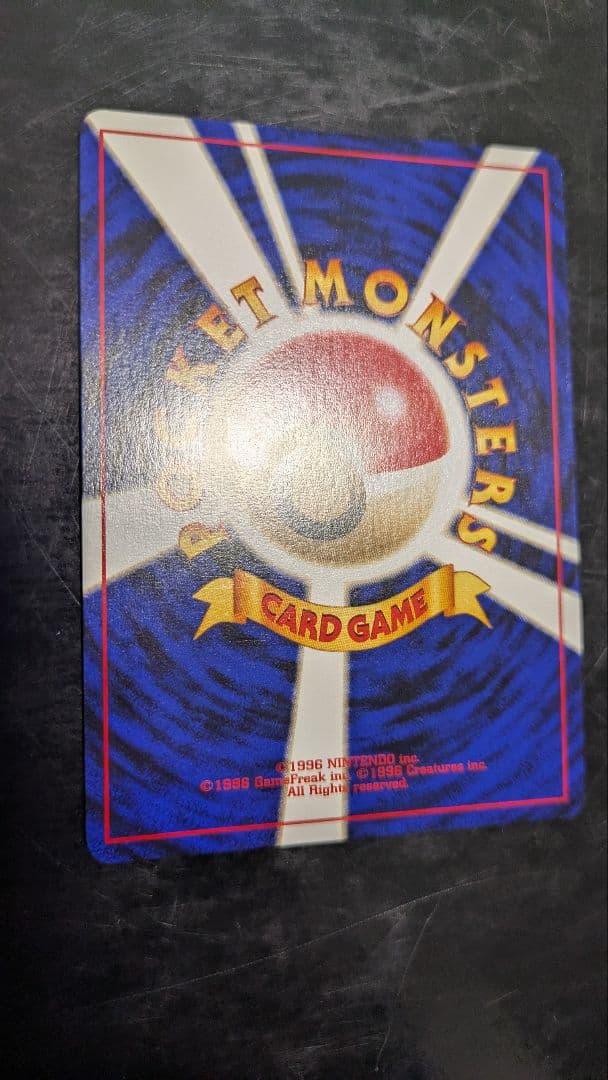 POCKET MONSTERS
CARD GAME
©1996 NINTENDO inc.
©1996 GameFreak inc. ©1996 Creatures inc.
All Rights reserved.